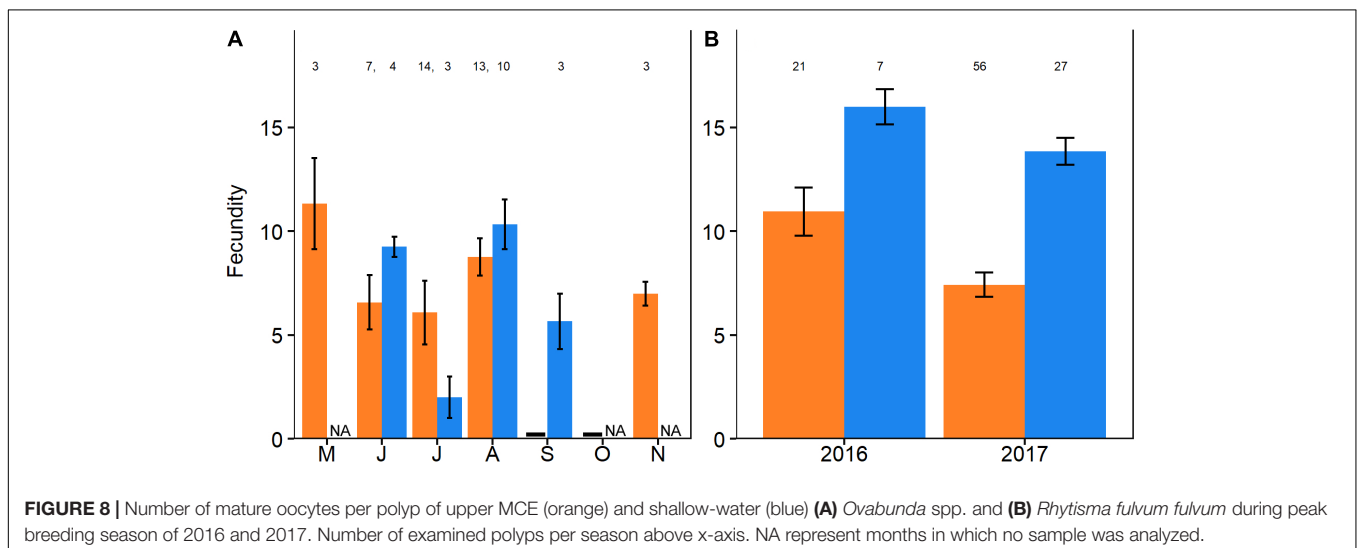 A
B
3 7, 4 14, 3 13, 10 3 3
21 7 56 27
Fecundity
15
10
5
0
15
10
5
0
NA NA NA
M J J A S O N
2016 2017
FIGURE 8 | Number of mature oocytes per polyp of upper MCE (orange) and shallow-water (blue) (A) Ovabunda spp. and (B) Rhytisma fulvum fulvum during peak
breeding season of 2016 and 2017. Number of examined polyps per season above x-axis. NA represent months in which no sample was analyzed.